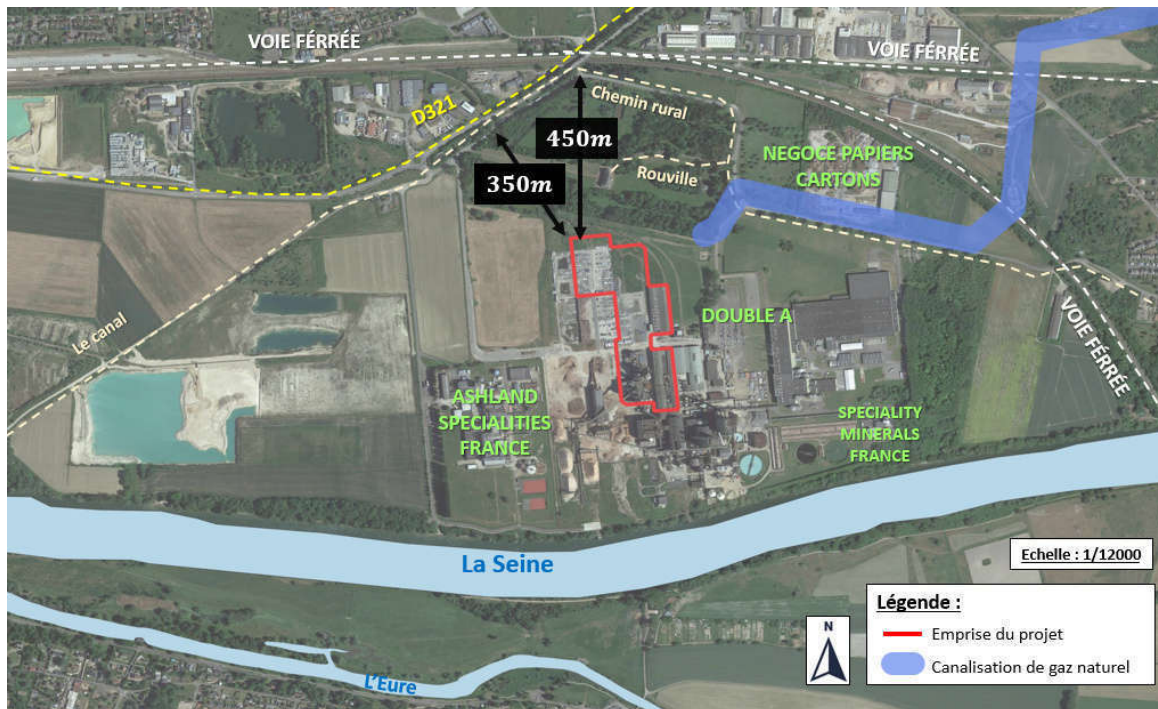 VOIE FÉRRÉE
VOIE FÉRRÉE
D321
Chemin rural
450m
350m
Rouville
NEGOCE PAPIERS
CARTONS
DOUBLE A
VOIE FÉRRÉE
Le canal
ASHLAND
SPECIALITIES
FRANCE
SPECIALITY
MINERALS
FRANCE
La Seine
Echelle : 1/12000
Légende :
N
Emprise du projet
Canalisation de gaz naturel
L'Eure